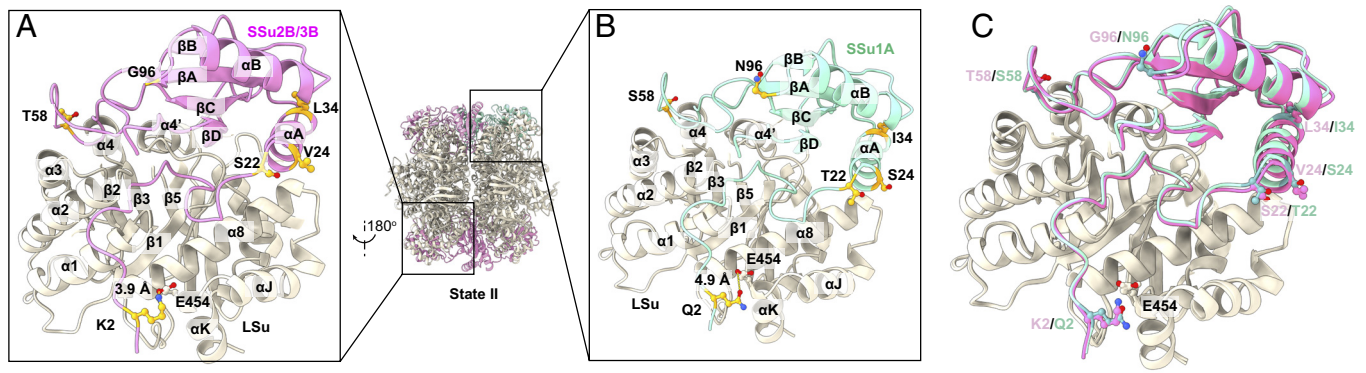 A
SSu2B/3B
βB
αB
G96
βA
T58
βC
L34
α4'
βD
αA
α4
V24
S22
α3
β2
β3
β5
α2
α8
β1
α1
3.9 Å
E454
αJ
K2
αK
LSu
i180º
State II
B
SSu1A
N96
βB
βA
αB
S58
βC
α4
α4'
I34
βD
αA
α3
β2
T22
S24
β3
α2
β5
β1
α8
α1
E454
4.9 Å
αJ
LSu
Q2
αK
C
G96/N96
T58/S58
L34/I34
V24/S24
S22/T22
E454
K2/Q2